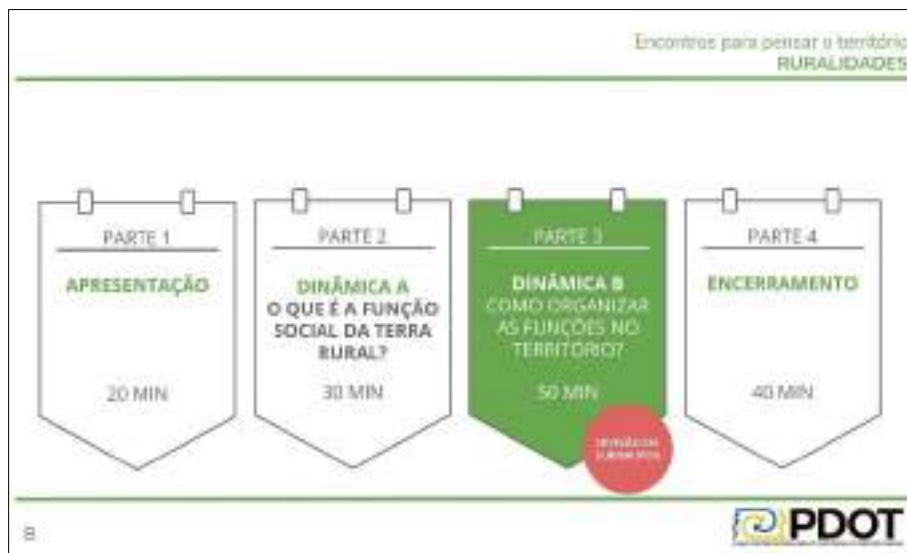 Encontros para pensar o território
RURALIDADES
PARTE 1
APRESENTAÇÃO
20 MIN
PARTE 2
DINÂMICA A
O QUE É A FUNÇÃO
SOCIAL DA TERRA
RURAL?
30 MIN
PARTE 3
DINÂMICA B
COMO ORGANIZAR
AS FUNÇÕES NO
TERRITÓRIO?
50 MIN
PARTE 4
ENCERRAMENTO
40 MIN
8
PDOT